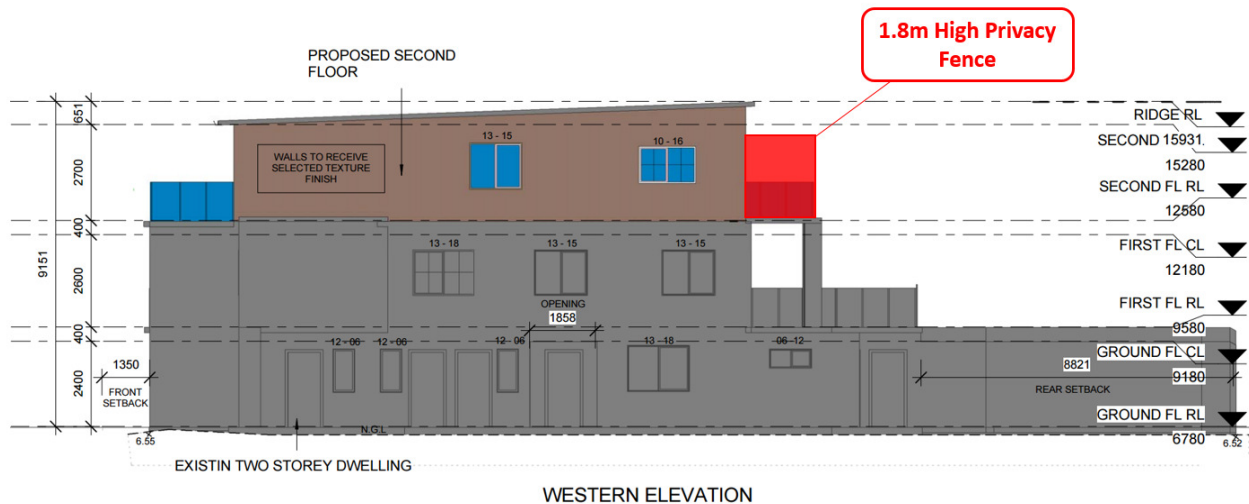 1.8m High Privacy
Fence
PROPOSED SECOND
FLOOR
WALLS TO RECEIVE
SELECTED TEXTURE
FINISH
13 - 15
10 - 16
RIDGE RL
SECOND 15931.
15280
SECOND FL RL
12580
FIRST FL CL
12180
FIRST FL RL
9580
GROUND FL CL
9180
GROUND FL RL
6780
651
2700
400
2600
400
2400
9151
13 - 18
13 - 15
13 - 15
OPENING
1858
12 - 06
12 - 06
12 - 06
13 - 18
06 - 12
1350
FRONT
SETBACK
8821
REAR SETBACK
N.G.L
6.55
6.52
EXISTIN TWO STOREY DWELLING
WESTERN ELEVATION